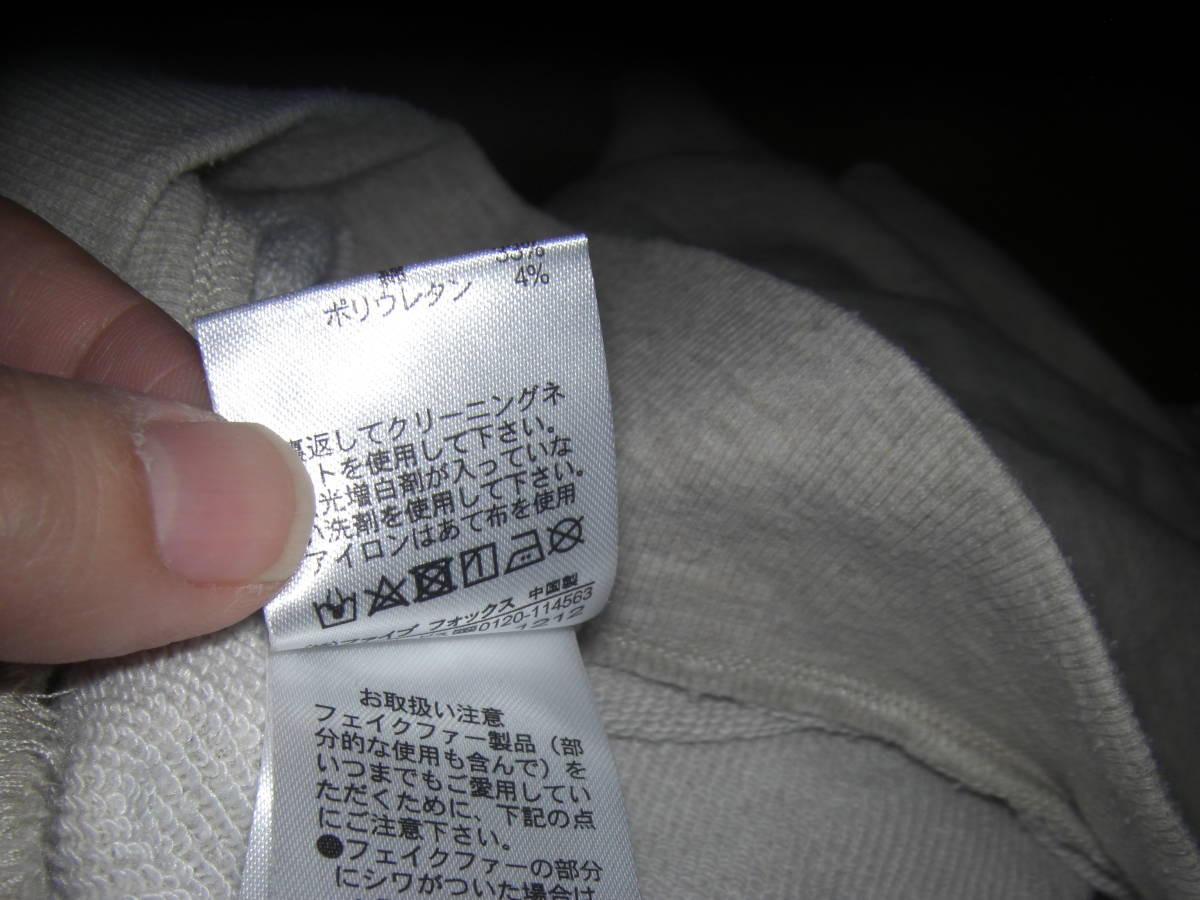 綿 33%
ポリウレタン 4%
裏返してクリーニングネ
ットを使用して下さい。
光増白剤が入っていな
い洗剤を使用して下さい。
アイロンはあて布を使用
ファイブ フォックス 中国製
0120-114563
1212
お取扱い注意
フェイクファー製品(部
分的な使用も含んで)を
いつまでもご愛用してい
ただくために、下記の点
にご注意下さい。
●フェイクファーの部分
にシワがついた場合は